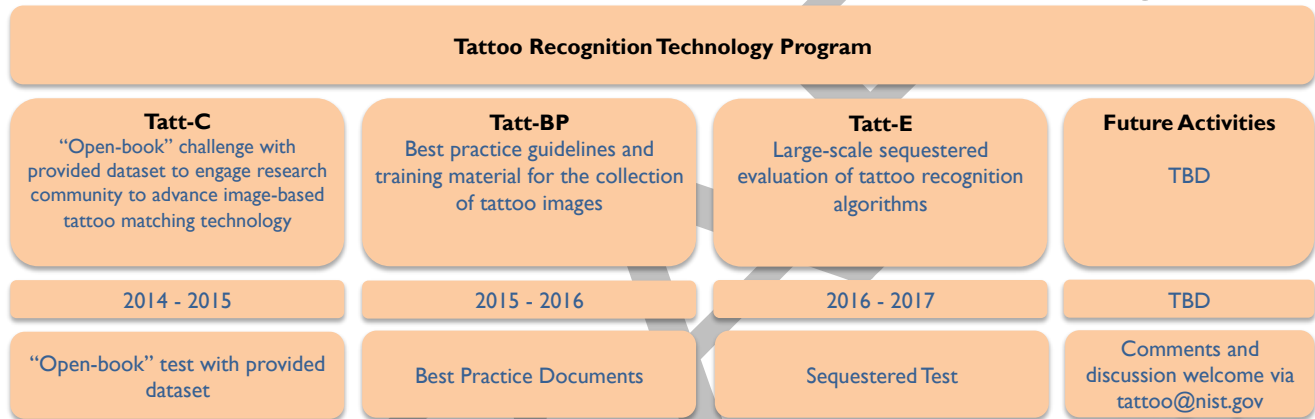 Tattoo Recognition Technology Program
Tatt-C
“Open-book” challenge with
provided dataset to engage research
community to advance image-based
tattoo matching technology
Tatt-BP
Best practice guidelines and
training material for the collection
of tattoo images
Tatt-E
Large-scale sequestered
evaluation of tattoo recognition
algorithms
Future Activities
TBD
2014 - 2015
2015 - 2016
2016 - 2017
TBD
“Open-book” test with provided
dataset
Best Practice Documents
Sequestered Test
Comments and
discussion welcome via
tattoo@nist.gov